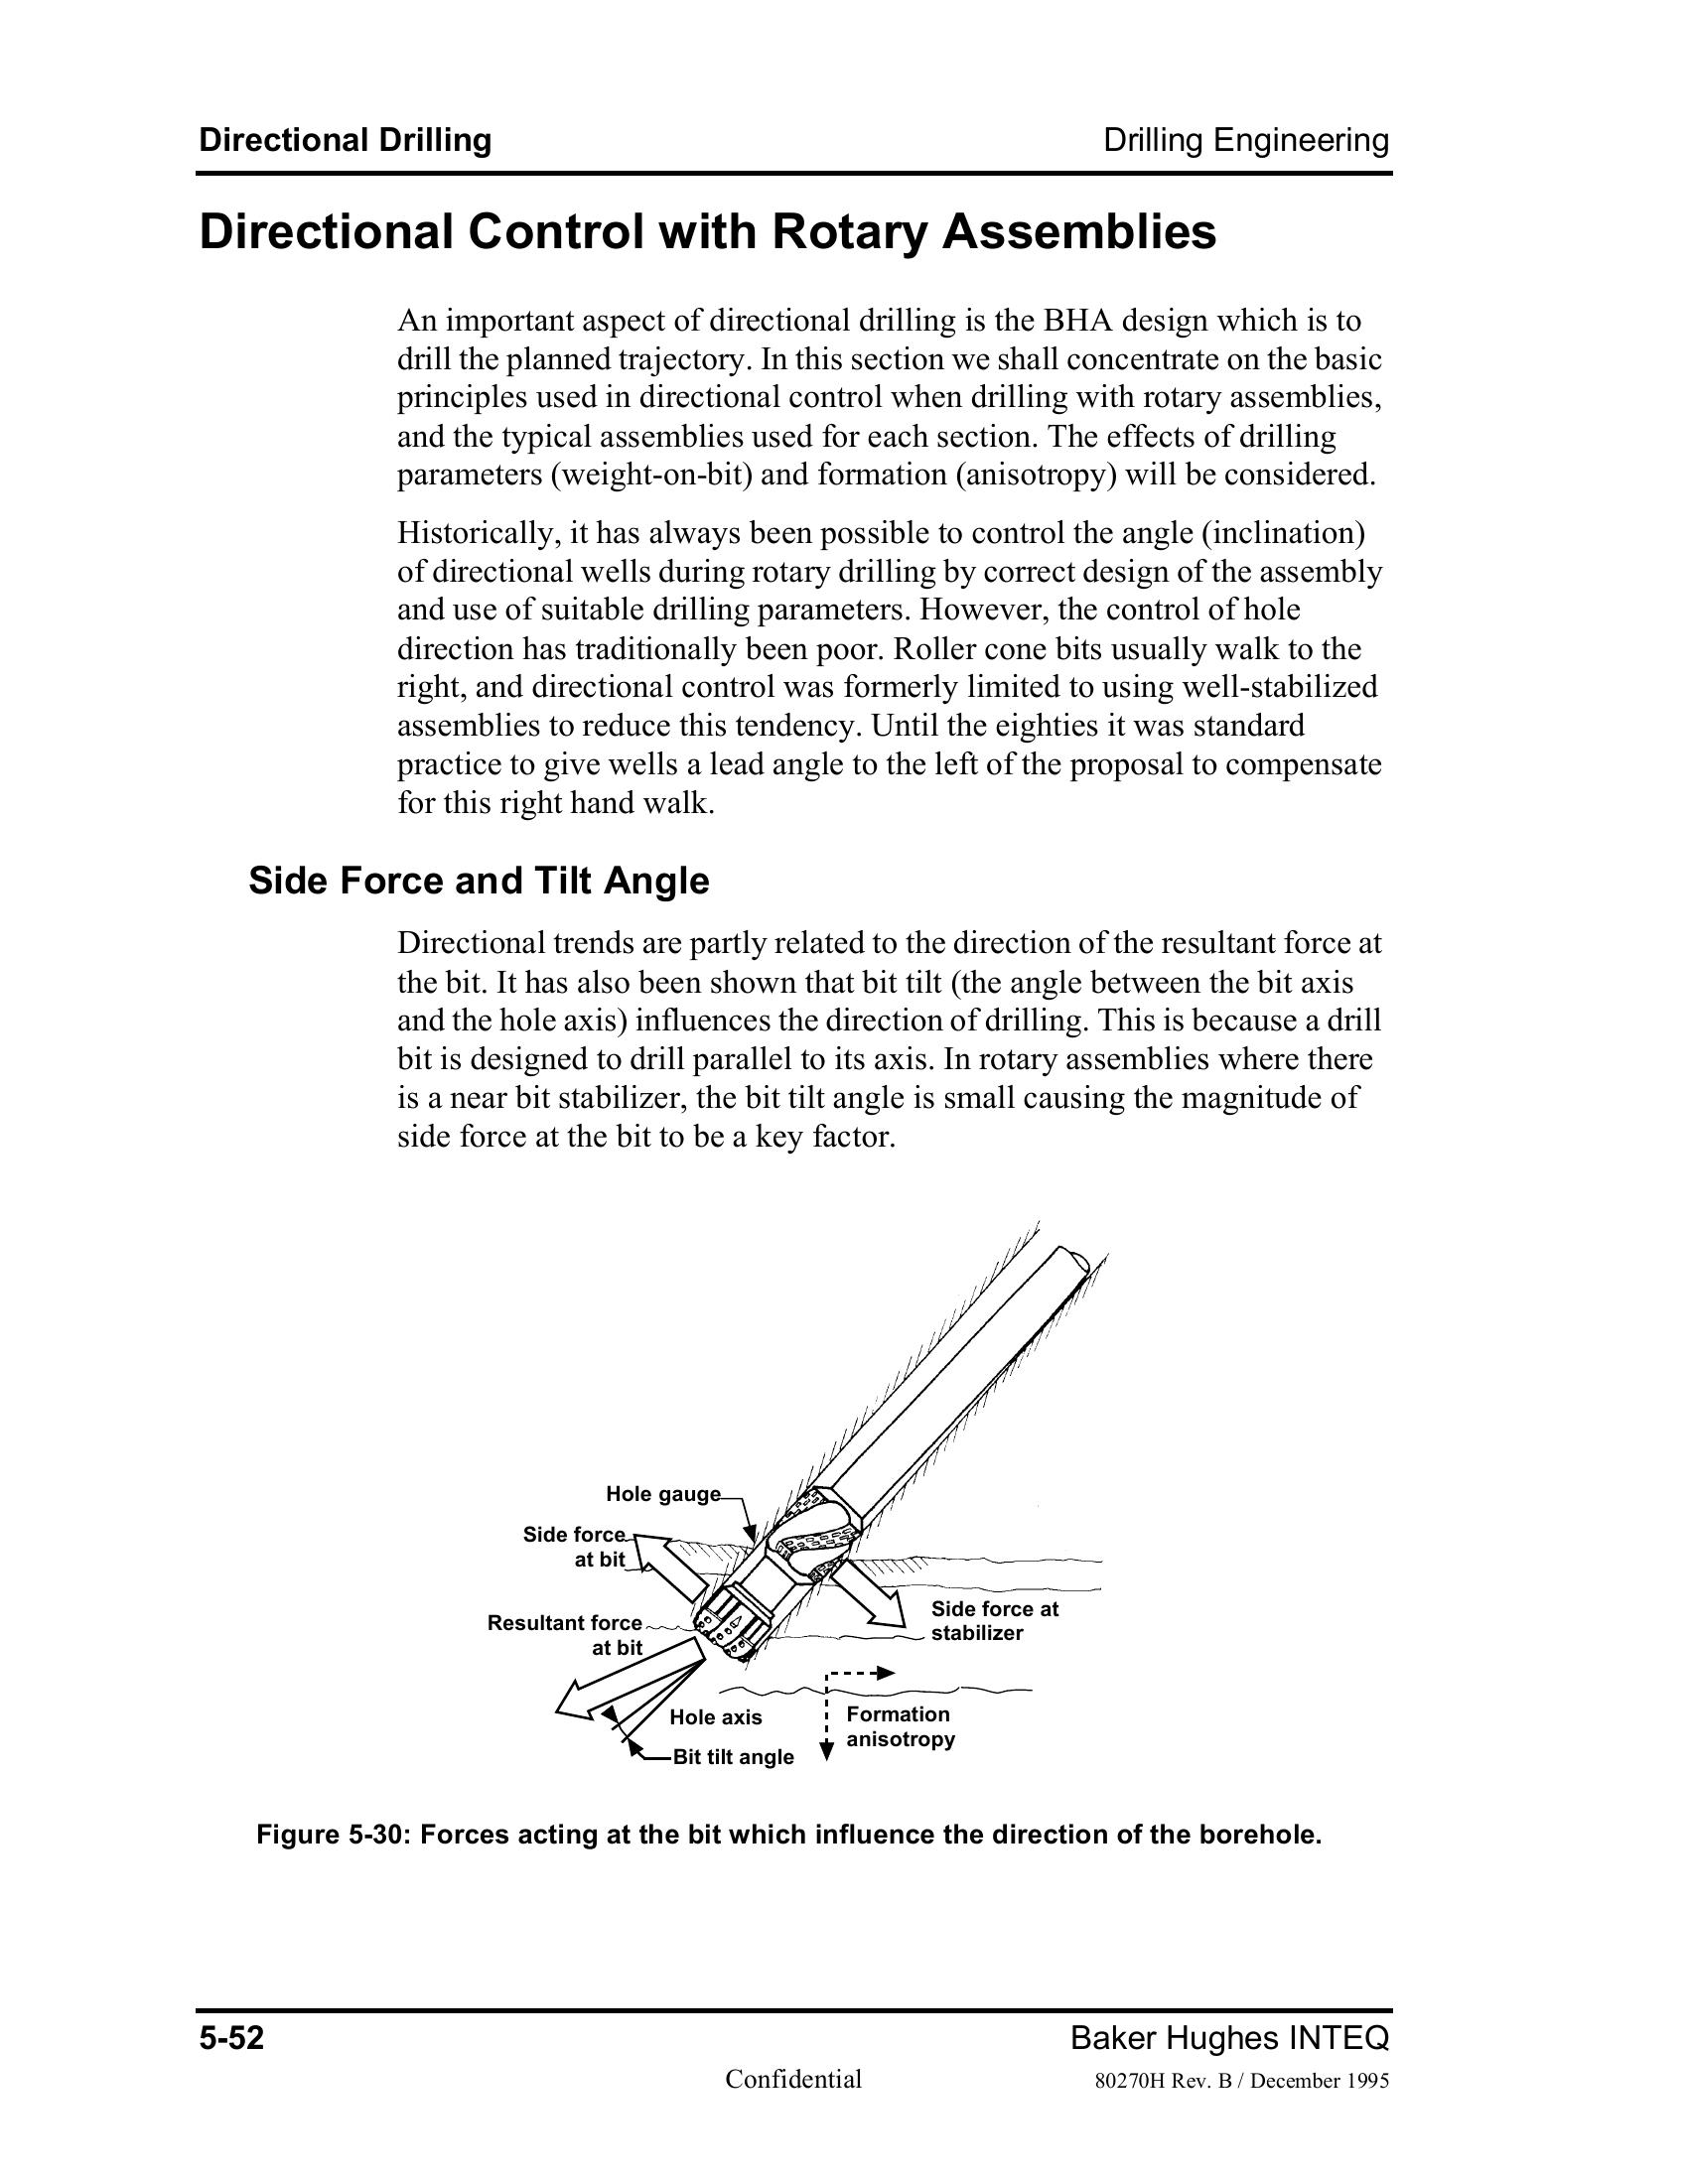 Directional Drilling Drilling Engineering
Directional Control with Rotary Assemblies
An important aspect of directional drilling is the BHA design which is to
drill the planned trajectory. In this section we shall concentrate on the basic
principles used in directional control when drilling with rotary assemblies,
and the typical assemblies used for each section. The effects of drilling
parameters (weight-on-bit) and formation (anisotropy) will be considered.
Historically, it has always been possible to control the angle (inclination)
of directional wells during rotary drilling by correct design of the assembly
and use of suitable drilling parameters. However, the control of hole
direction has traditionally been poor. Roller cone bits usually walk to the
right, and directional control was formerly limited to using well-stabilized
assemblies to reduce this tendency. Until the eighties it was standard
practice to give wells a lead angle to the left of the proposal to compensate
for this right hand walk.
Side Force and Tilt Angle
Directional trends are partly related to the direction of the resultant force at
the bit. It has also been shown that bit tilt (the angle between the bit axis
and the hole axis) influences the direction of drilling. This is because a drill
bit is designed to drill parallel to its axis. In rotary assemblies where there
is a near bit stabilizer, the bit tilt angle is small causing the magnitude of
side force at the bit to be a key factor.
Hole gauge
Side force
at bit
Side force at
stabilizer
Resultant force
at bit
Hole axis
Formation
anisotropy
Bit tilt angle
Figure 5-30: Forces acting at the bit which influence the direction of the borehole.
5-52 Baker Hughes INTEQ
Confidential 80270H Rev. B / December 1995